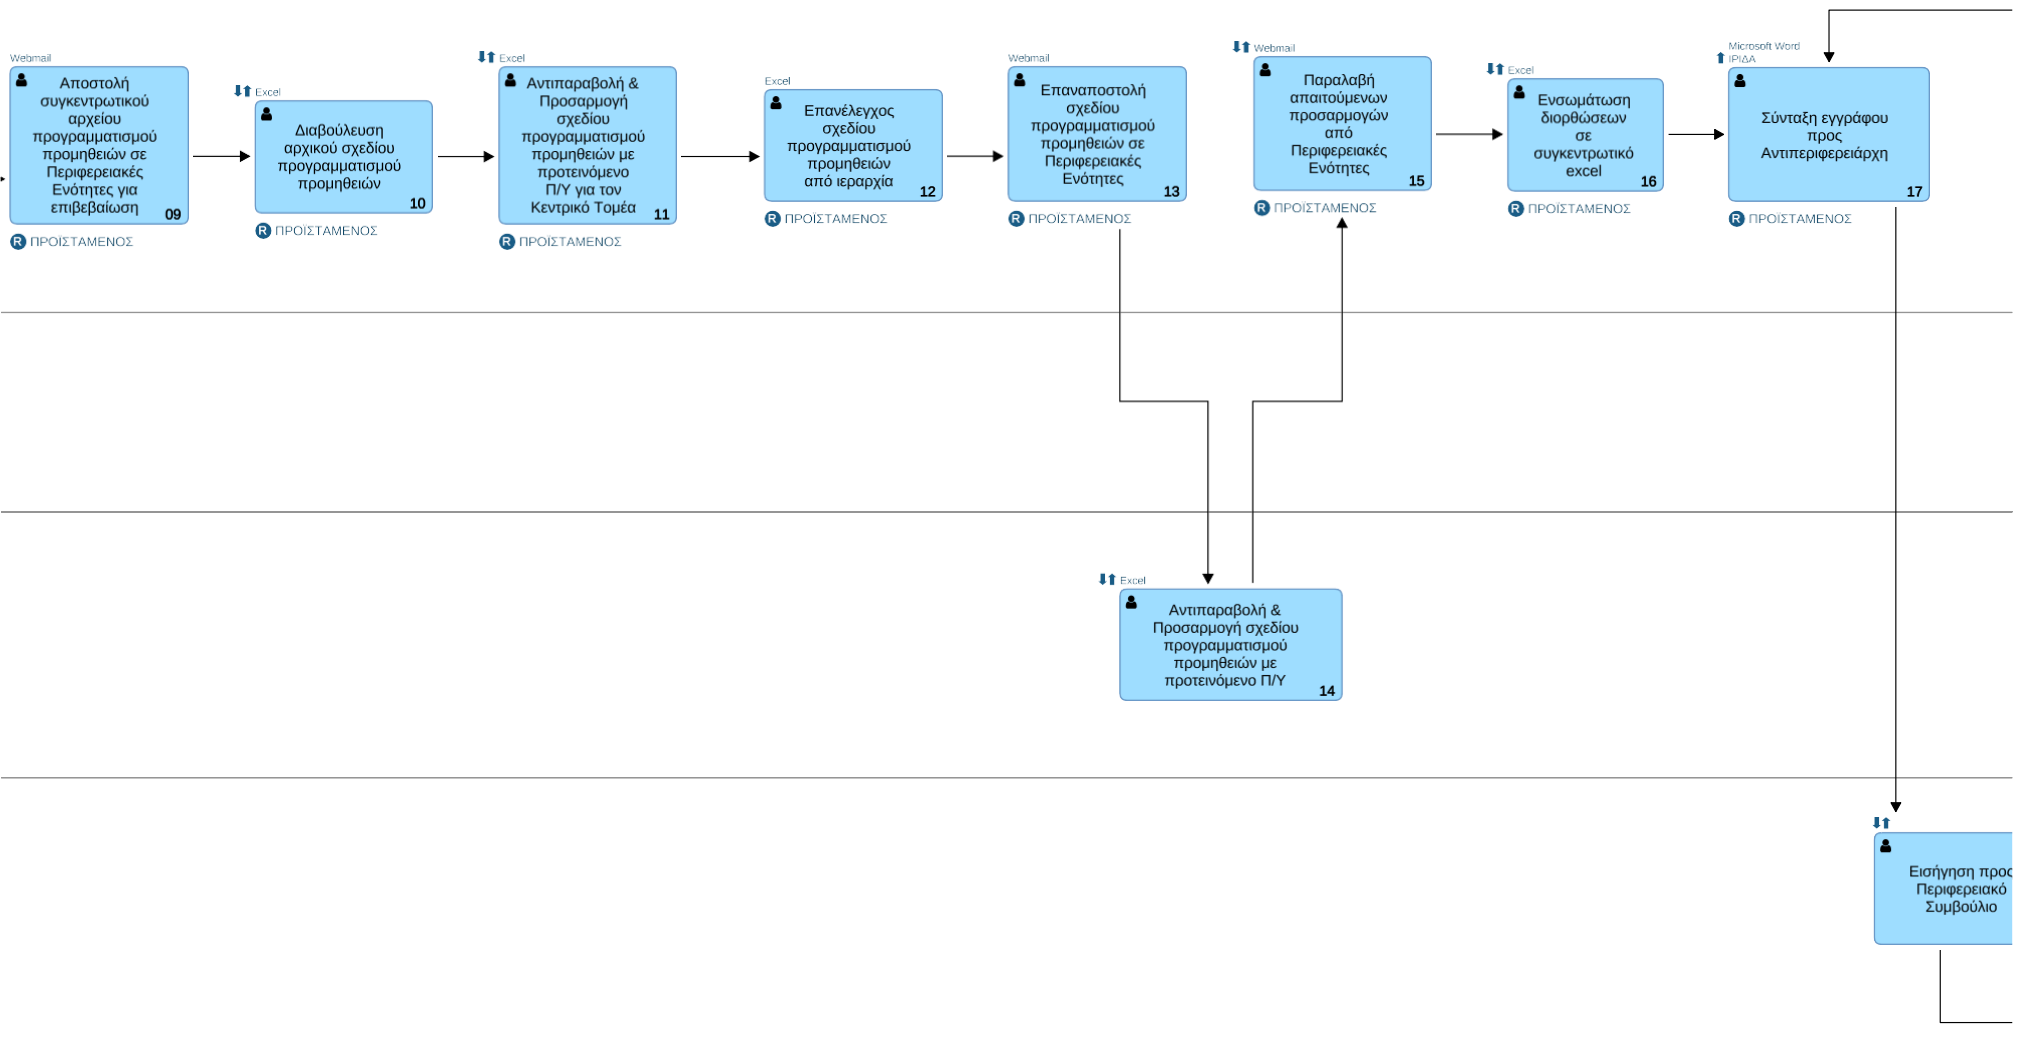 Webmail
Αποστολή
συγκεντρωτικού
αρχείου
προγραμματισμού
προμηθειών σε
Περιφερειακές
Ενότητες για
επιβεβαίωση
09
R ΠΡΟΪΣΤΑΜΕΝΟΣ
Excel
Διαβούλευση
αρχικού σχεδίου
προγραμματισμού
προμηθειών
10
R ΠΡΟΪΣΤΑΜΕΝΟΣ
Excel
Αντιπαραβολή &
Προσαρμογή
σχεδίου
προγραμματισμού
προμηθειών με
προτεινόμενο
Π/Υ για τον
Κεντρικό Τομέα
11
R ΠΡΟΪΣΤΑΜΕΝΟΣ
Excel
Επανέλεγχος
σχεδίου
προγραμματισμού
προμηθειών
από ιεραρχία
12
R ΠΡΟΪΣΤΑΜΕΝΟΣ
Webmail
Επαναποστολή
σχεδίου
προγραμματισμού
προμηθειών σε
Περιφερειακές
Ενότητες
13
R ΠΡΟΪΣΤΑΜΕΝΟΣ
Webmail
Παραλαβή
απαιτούμενων
προσαρμογών
από
Περιφερειακές
Ενότητες
15
R ΠΡΟΪΣΤΑΜΕΝΟΣ
Excel
Ενσωμάτωση
διορθώσεων
σε
συγκεντρωτικό
excel
16
R ΠΡΟΪΣΤΑΜΕΝΟΣ
Microsoft Word
ΙΡΙΔΑ
Σύνταξη εγγράφου
προς
Αντιπεριφερειάρχη
17
R ΠΡΟΪΣΤΑΜΕΝΟΣ
Excel
Αντιπαραβολή &
Προσαρμογή σχεδίου
προγραμματισμού
προμηθειών με
προτεινόμενο Π/Υ
14
Εισήγηση προς
Περιφερειακό
Συμβούλιο